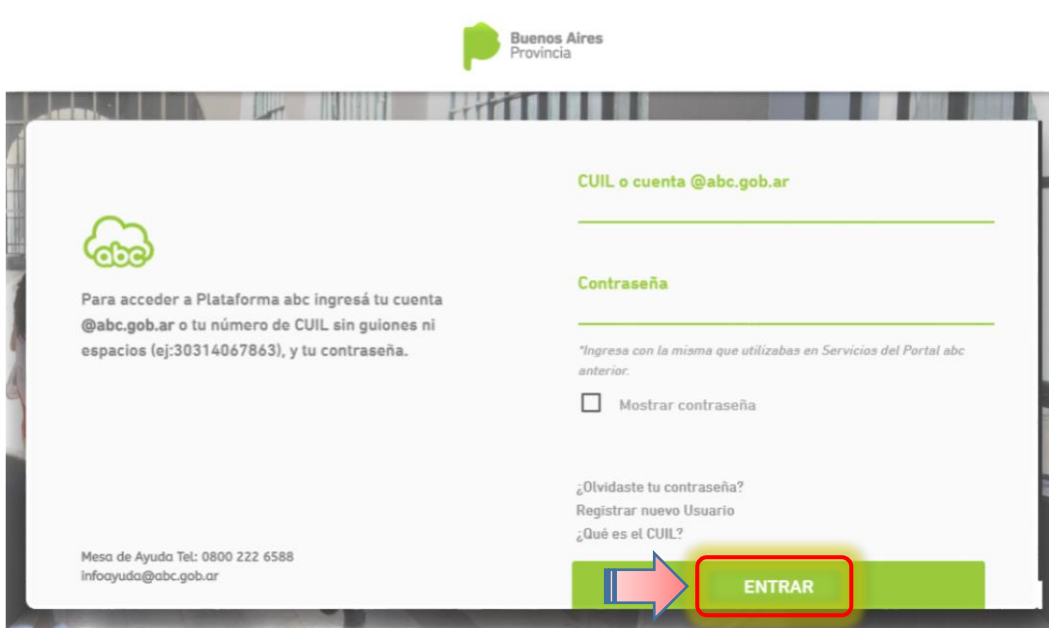 Buenos Aires
Provincia
abc
Para acceder a Plataforma abc ingresá tu cuenta
@abc.gob.ar o tu número de CUIL sin guiones ni
espacios (ej:30314067863), y tu contraseña.
Mesa de Ayuda Tel: 0800 222 6588
infoayuda@abc.gob.ar
CUIL o cuenta @abc.gob.ar
Contraseña
*Ingresa con la misma que utilizabas en Servicios del Portal abc
anterior.
Mostrar contraseña
¿Olvidaste tu contraseña?
Registrar nuevo Usuario
¿Qué es el CUIL?
ENTRAR